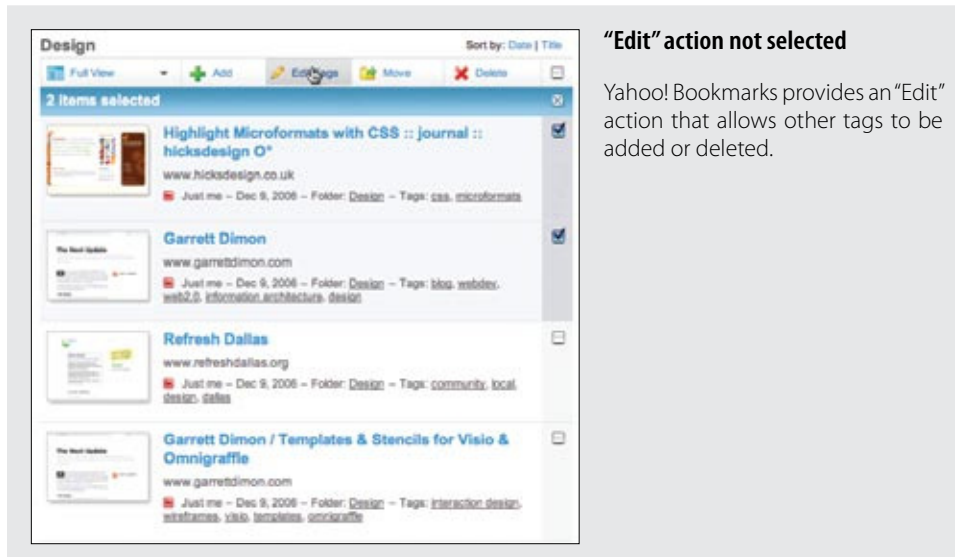 Design
Sort by: Date | Title
Full View
Add
Edit Tags
Move
Delete
2 items selected
Highlight Microformats with CSS :: journal ::
hicksdesign O*
www.hicksdesign.co.uk
Just me – Dec 9, 2006 – Folder: Design – Tags: css, microformats
Garrett Dimon
www.garrettdimon.com
Just me – Dec 9, 2006 – Folder: Design – Tags: blog, webdev,
web2.0, information architecture, design
Refresh Dallas
www.refreshdallas.org
Just me – Dec 9, 2006 – Folder: Design – Tags: community, local,
design, dallas
Garrett Dimon / Templates & Stencils for Visio &
Omnigraffle
www.garrettdimon.com
Just me – Dec 9, 2006 – Folder: Design – Tags: interaction design,
wireframes, visio, templates, omnigraffle
The Next Update
The Next Update
“Edit” action not selected
Yahoo! Bookmarks provides an “Edit”
action that allows other tags to be
added or deleted.